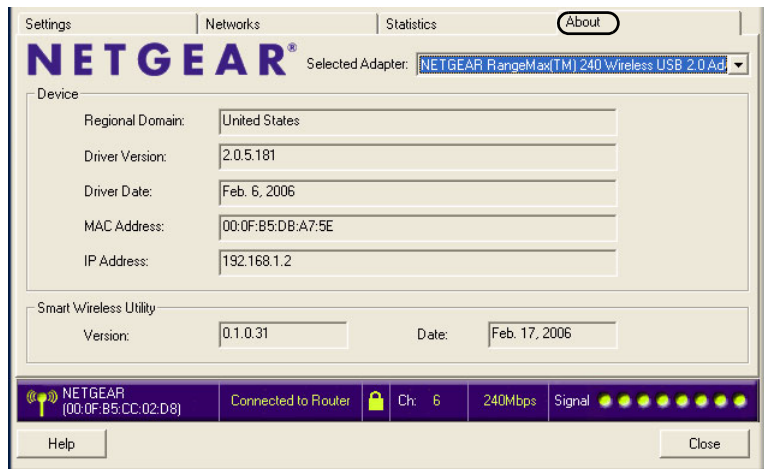 Settings Networks Statistics About
NETGEAR® Selected Adapter: NETGEAR RangeMax(TM) 240 Wireless USB 2.0 Ad
Device
Regional Domain: United States
Driver Version: 2.0.5.181
Driver Date: Feb. 6, 2006
MAC Address: 00:0F:B5:DB:A7:5E
IP Address: 192.168.1.2
Smart Wireless Utility
Version: 0.1.0.31 Date: Feb. 17, 2006
NETGEAR
(00:0F:B5:CC:02:D8) Connected to Router Ch: 6 240Mbps Signal
Help Close